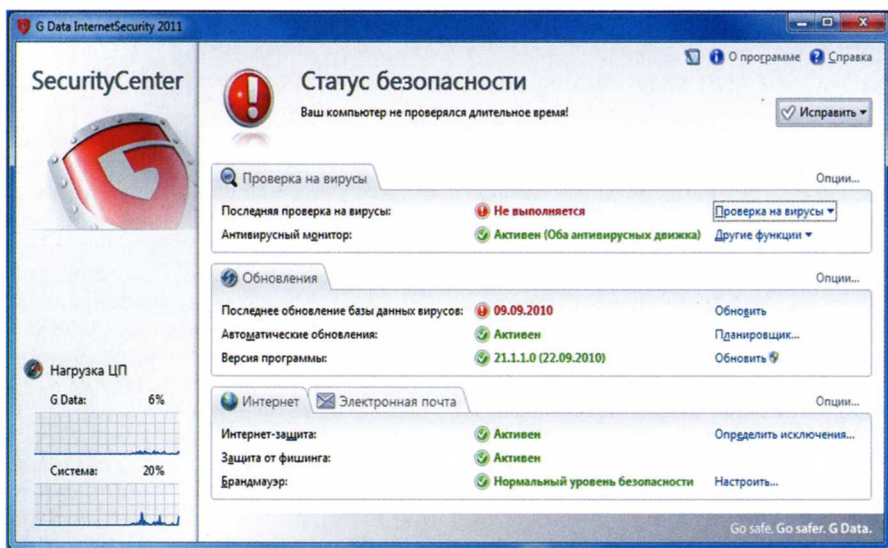 G Data InternetSecurity 2011
О программе Справка
SecurityCenter
Статус безопасности
Ваш компьютер не проверялся длительное время!
Исправить
Проверка на вирусы Опции...
Последняя проверка на вирусы: Не выполняется Проверка на вирусы
Антивирусный монитор: Активен (Оба антивирусных движка) Другие функции
Обновления Опции...
Последнее обновление базы данных вирусов: 09.09.2010 Обновить
Автоматические обновления: Активен Планировщик...
Версия программы: 21.1.1.0 (22.09.2010) Обновить
Нагрузка ЦП
G Data: 6%
Система: 20%
Интернет Электронная почта Опции...
Интернет-защита: Активен Определить исключения...
Защита от фишинга: Активен
Брандмауэр: Нормальный уровень безопасности Настроить...
Go safe. Go safer. G Data.